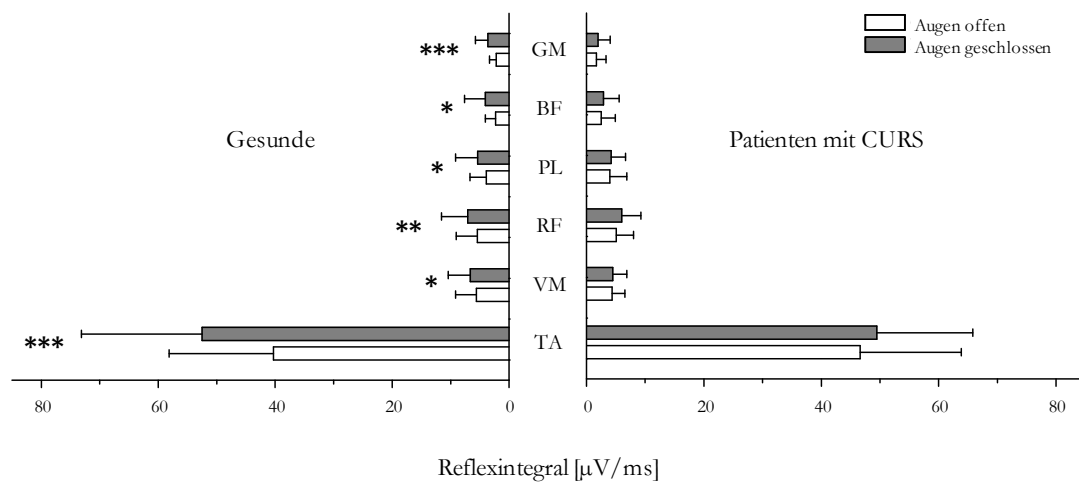 Augen offen
Augen geschlossen
*** GM
* BF
Gesunde
Patienten mit CURS
* PL
** RF
* VM
*** TA
80 60 40 20 0 0 20 40 60 80
Reflexintegral [µV/ms]